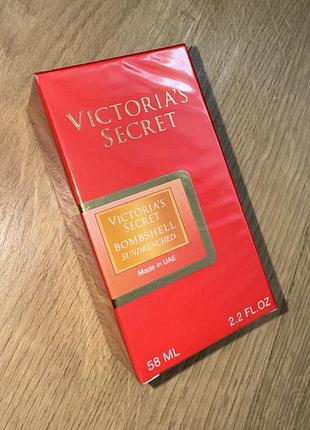 VICTORIA'S
SECRET
VICTORIA'S
SECRET
BOMBSHELL
SUNDRENCHED
Made in UAE
58 ML
2.2 FL.OZ